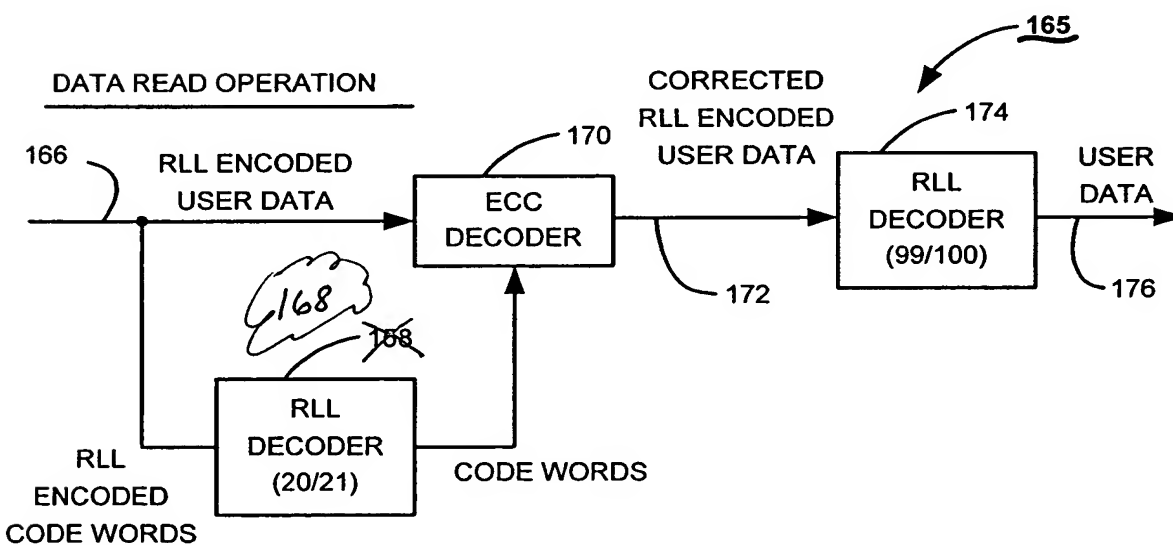 165
DATA READ OPERATION
166
RLL ENCODED
USER DATA
170
ECC
DECODER
CORRECTED
RLL ENCODED
USER DATA
172
174
RLL
DECODER
(99/100)
USER
DATA
176
168
158
RLL
DECODER
(20/21)
RLL
ENCODED
CODE WORDS
CODE WORDS